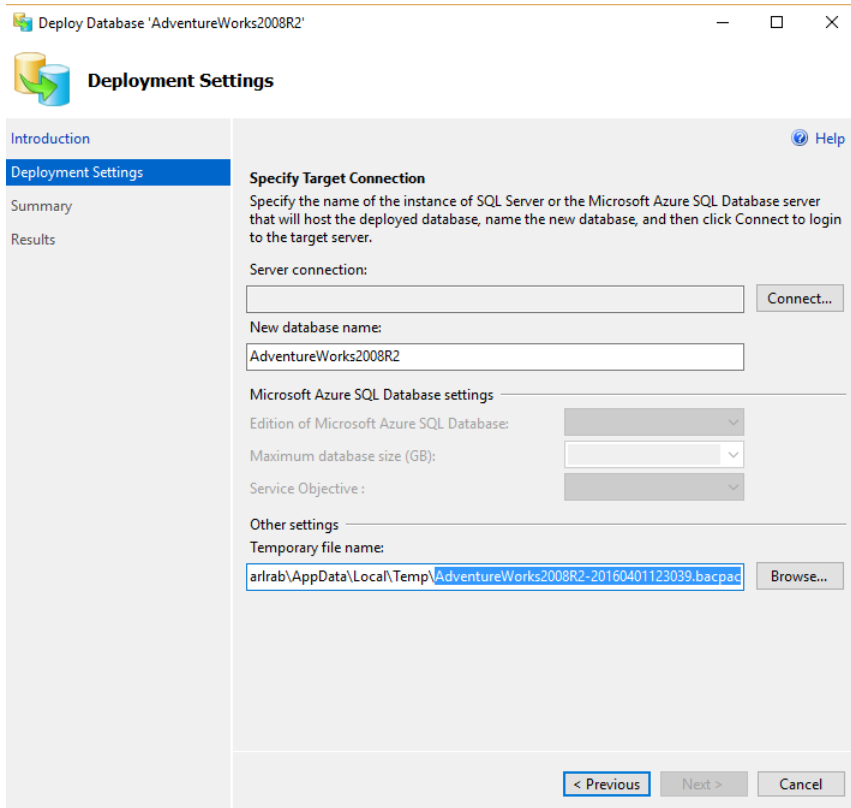 Deploy Database 'AdventureWorks2008R2'
Deployment Settings
Introduction
Help
Deployment Settings
Summary
Results
Specify Target Connection
Specify the name of the instance of SQL Server or the Microsoft Azure SQL Database server
that will host the deployed database, name the new database, and then click Connect to login
to the target server.
Server connection:
Connect...
New database name:
AdventureWorks2008R2
Microsoft Azure SQL Database settings
Edition of Microsoft Azure SQL Database:
Maximum database size (GB):
Service Objective :
Other settings
Temporary file name:
arlrab\AppData\Local\Temp\AdventureWorks2008R2-20160401123039.bacpac
Browse...
< Previous
Next >
Cancel